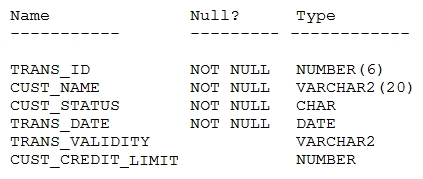 Name Null? Type
----------- --------- ------------
TRANS_ID NOT NULL NUMBER(6)
CUST_NAME NOT NULL VARCHAR2(20)
CUST_STATUS NOT NULL CHAR
TRANS_DATE NOT NULL DATE
TRANS_VALIDITY VARCHAR2
CUST_CREDIT_LIMIT NUMBER